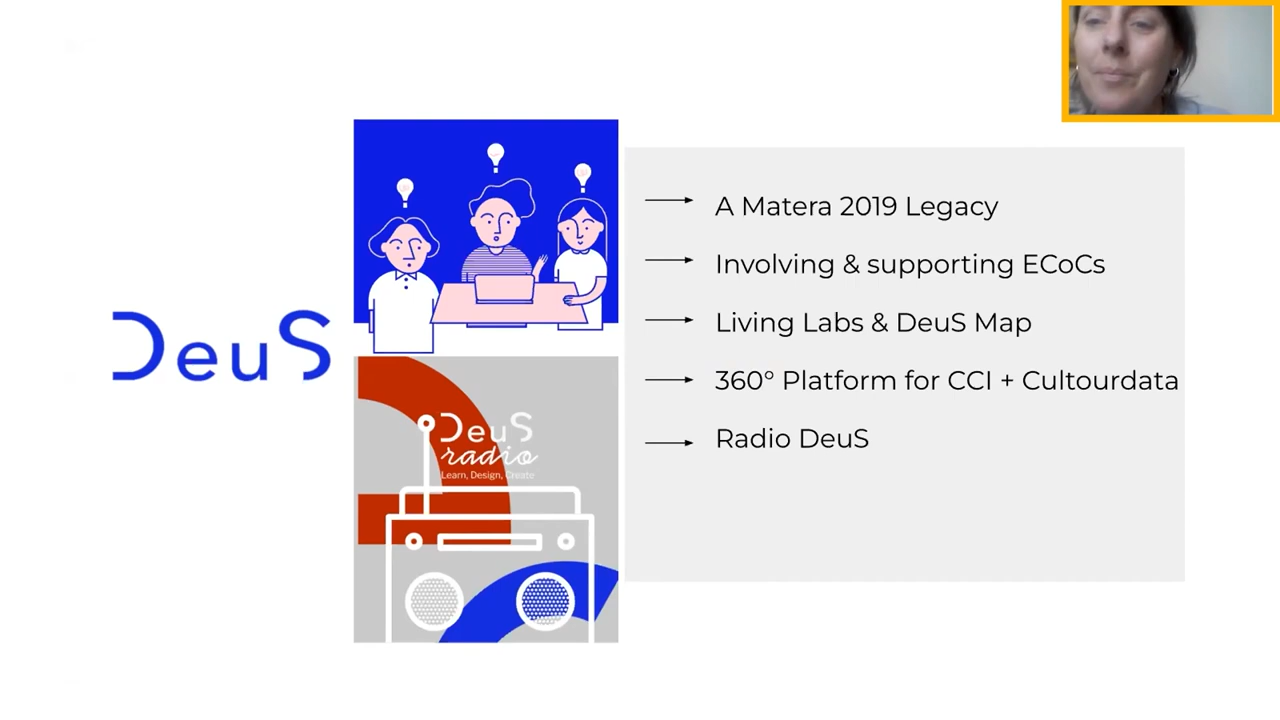 DeuS
DeuS
radio
Learn, Design, Create
A Matera 2019 Legacy
Involving & supporting ECoCs
Living Labs & DeuS Map
360° Platform for CCI + Cultourdata
Radio DeuS